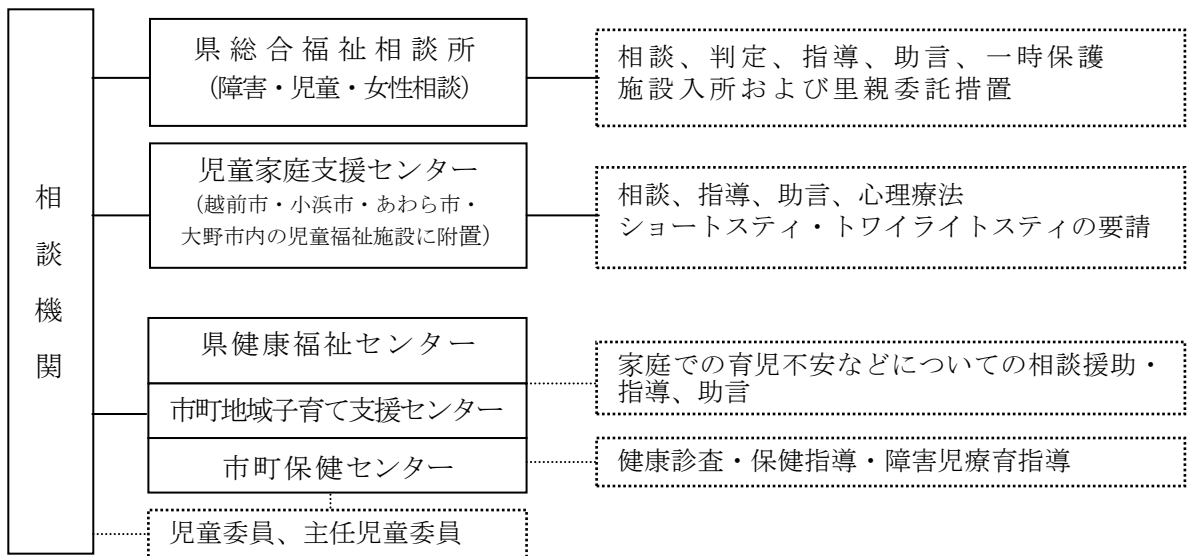 相談機関
県総合福祉相談所
（障害・児童・女性相談）
相談、判定、指導、助言、一時保護
施設入所および里親委託措置
児童家庭支援センター
（越前市・小浜市・あわら市・
大野市内の児童福祉施設に附置）
相談、指導、助言、心理療法
ショートスティ・トワイライトスティの要請
県健康福祉センター
家庭での育児不安などについての相談援助・
指導、助言
市町地域子育て支援センター
市町保健センター
健康診査・保健指導・障害児療育指導
児童委員、主任児童委員